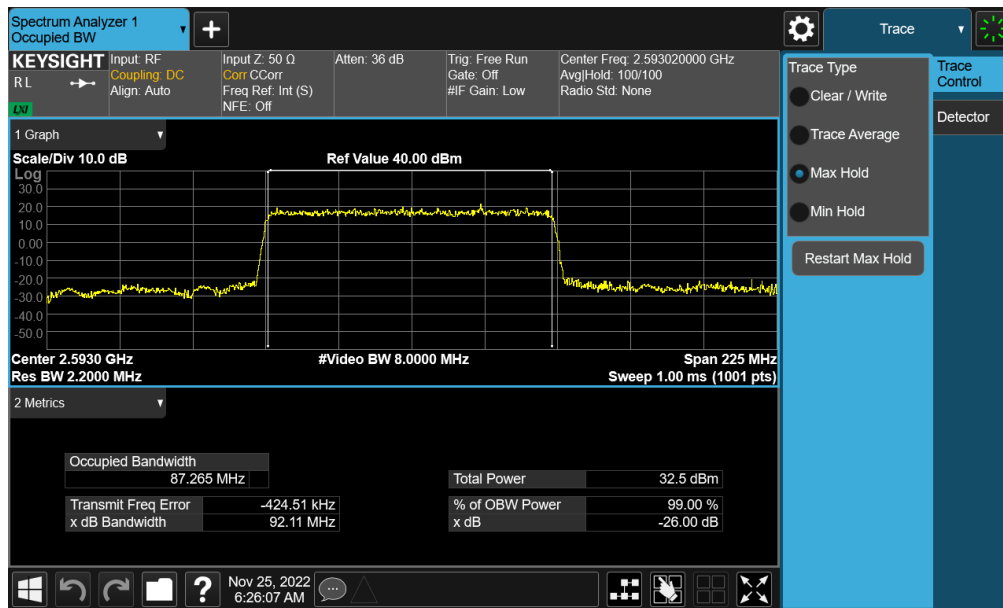 Spectrum Analyzer 1
Occupied BW
+
Trace
KEYSIGHT
R L
LXI
Input: RF
Coupling: DC
Align: Auto
Input Z: 50 Ω
Corr CCorr
Freq Ref: Int (S)
NFE: Off
Atten: 36 dB
Trig: Free Run
Gate: Off
#IF Gain: Low
Center Freq: 2.593020000 GHz
Avg|Hold: 100/100
Radio Std: None
1 Graph
Scale/Div 10.0 dB
Ref Value 40.00 dBm
Log
30.0
20.0
10.0
0.00
-10.0
-20.0
-30.0
-40.0
-50.0
Center 2.5930 GHz
#Video BW 8.0000 MHz
Span 225 MHz
Res BW 2.2000 MHz
Sweep 1.00 ms (1001 pts)
2 Metrics
Occupied Bandwidth
87.265 MHz
Total Power 32.5 dBm
Transmit Freq Error -424.51 kHz
% of OBW Power 99.00 %
x dB Bandwidth 92.11 MHz
x dB -26.00 dB
Trace Type
Clear / Write
Trace Average
Max Hold
Min Hold
Restart Max Hold
Trace
Control
Detector
?
Nov 25, 2022
6:26:07 AM